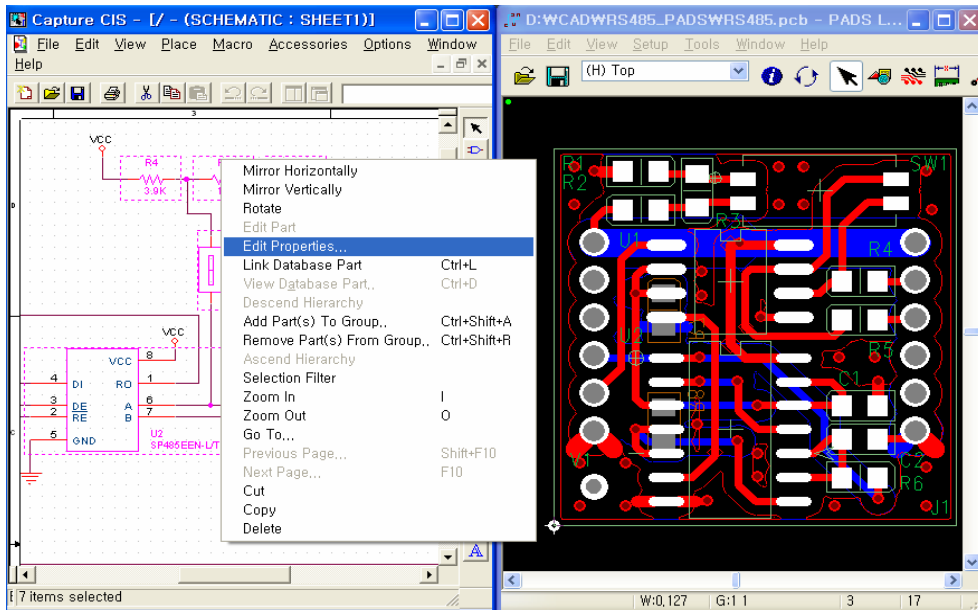 Capture CIS - [/ - (SCHEMATIC : SHEET1)]
File Edit View Place Macro Accessories Options Window
Help
3
VCC
R4
3.9K
D
VCC
VCC 8
4 DI RO 1
3 DE A 6
2 RE B 7
5 GND
U2
SP485EEN-L/T
C
Mirror Horizontally
Mirror Vertically
Rotate
Edit Part
Edit Properties...
Link Database Part Ctrl+L
View Database Part.. Ctrl+D
Descend Hierarchy
Add Part(s) To Group.. Ctrl+Shift+A
Remove Part(s) From Group.. Ctrl+Shift+R
Ascend Hierarchy
Selection Filter
Zoom In I
Zoom Out O
Go To...
Previous Page... Shift+F10
Next Page... F10
Cut
Copy
Delete
7 items selected
D:₩CAD₩RS485_PADS₩RS485.pcb - PADS L...
File Edit View Setup Tools Window Help
(H) Top
R1
R2
SW1
R3
U1
R4
U2
R5
C1
C2
R6
J1
W:0,127 G:1 1 3 17